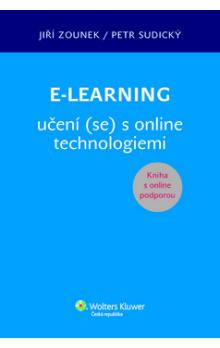 JIŘÍ ZOUNEK / PETR SUDICKÝ
E-LEARNING
učení (se) s online
technologiemi
Kniha
s online
podporou
Wolters Kluwer
Česká republika